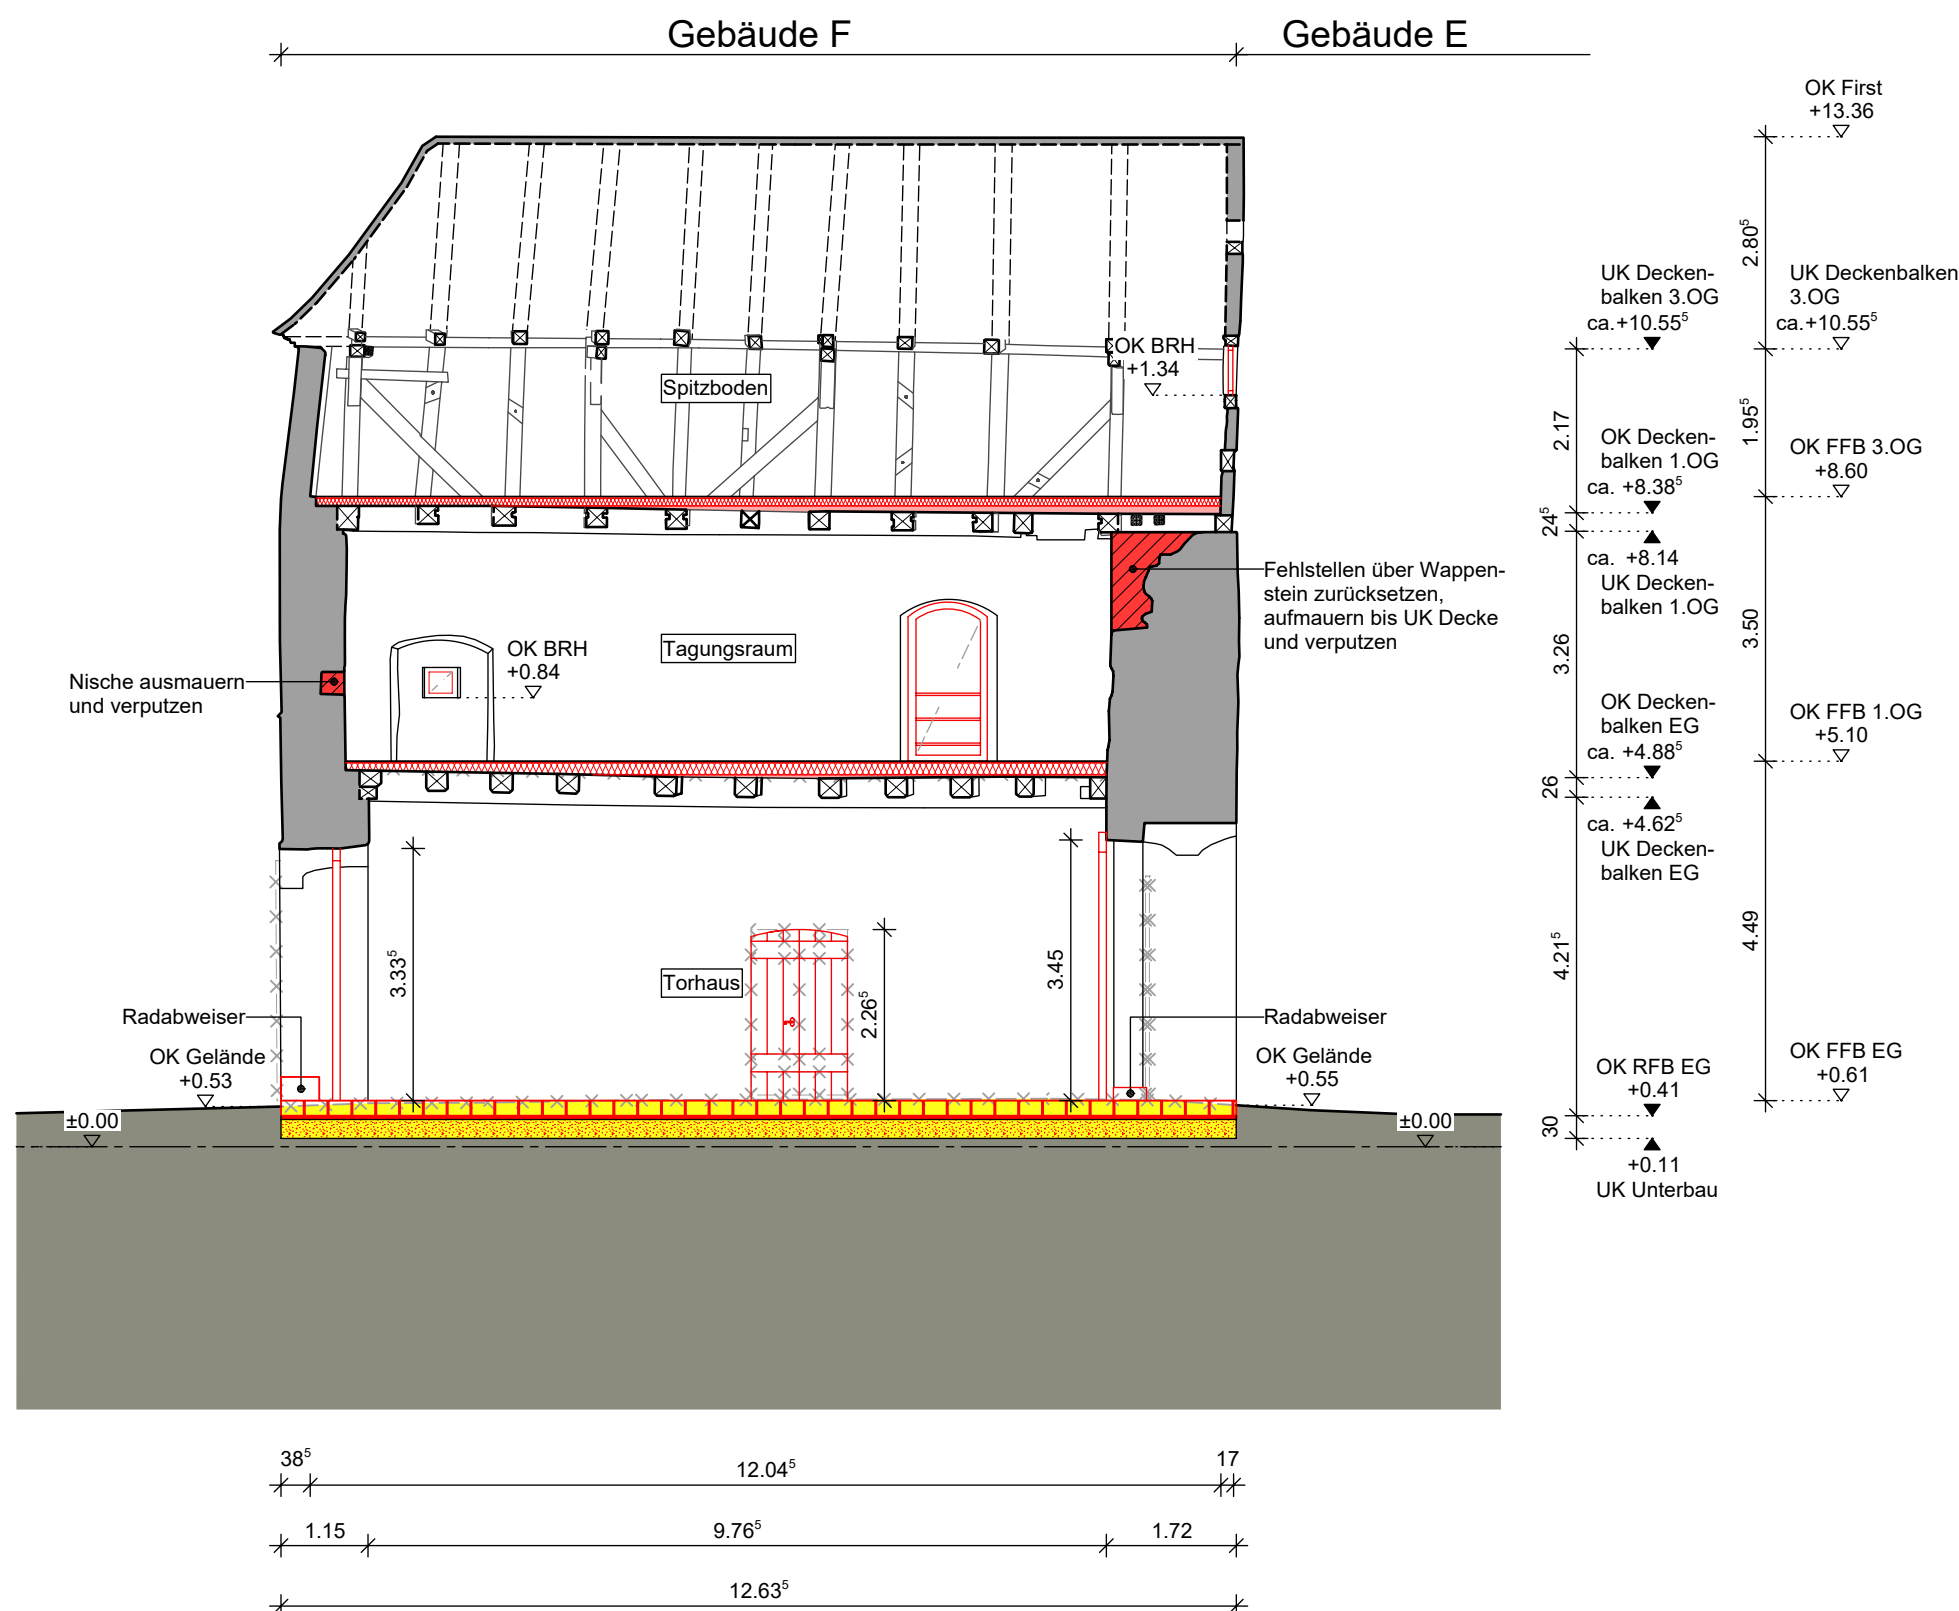 Gebäude F
Gebäude E
OK First
+13.36
2.80⁵
UK Decken-
balken 3.OG
ca.+10.55⁵
UK Deckenbalken
3.OG
ca.+10.55⁵
OK BRH
+1.34
Spitzboden
2.17
1.95⁵
OK Decken-
balken 1.OG
ca. +8.38⁵
OK FFB 3.OG
+8.60
24⁵
ca. +8.14
UK Decken-
balken 1.OG
Fehlstellen über Wappen-
stein zurücksetzen,
aufmauern bis UK Decke
und verputzen
Tagungsraum
OK BRH
+0.84
Nische ausmauern
und verputzen
3.26
3.50
OK Decken-
balken EG
ca. +4.88⁵
OK FFB 1.OG
+5.10
26
ca. +4.62⁵
UK Decken-
balken EG
3.33⁵
Torhaus
2.26⁵
3.45
4.21⁵
4.49
Radabweiser
Radabweiser
OK Gelände
+0.53
OK Gelände
+0.55
OK RFB EG
+0.41
OK FFB EG
+0.61
±0.00
±0.00
30
+0.11
UK Unterbau
38⁵
12.04⁵
17
1.15
9.76⁵
1.72
12.63⁵